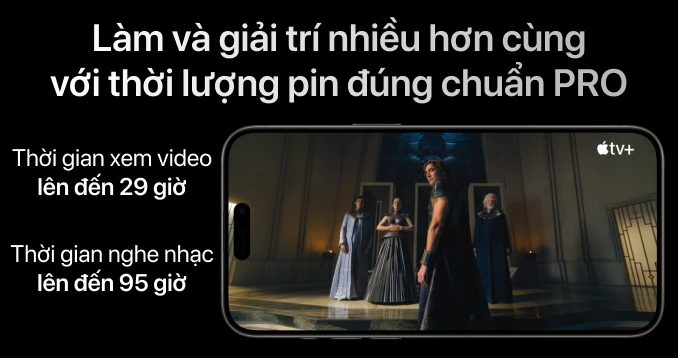 Làm và giải trí nhiều hơn cùng
với thời lượng pin đúng chuẩn PRO
Thời gian xem video
lên đến 29 giờ
Thời gian nghe nhạc
lên đến 95 giờ
tv+